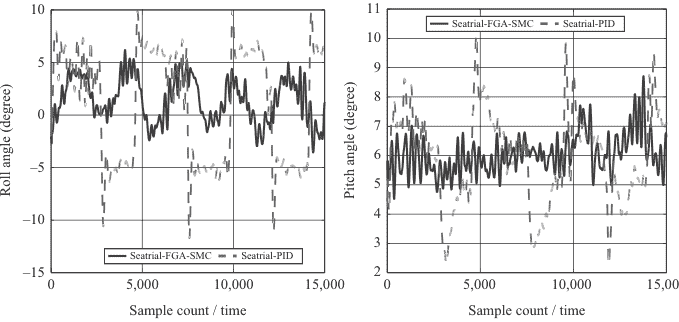 Roll angle (degree)
10
5
0
−5
−10
−15
Seatrial-FGA-SMC Seatrial-PID
0 5,000 10,000 15,000
Sample count / time
Pitch angle (degree)
11
10
9
8
7
6
5
4
3
2
Seatrial-FGA-SMC Seatrial-PID
0 5,000 10,000 15,000
Sample count / time